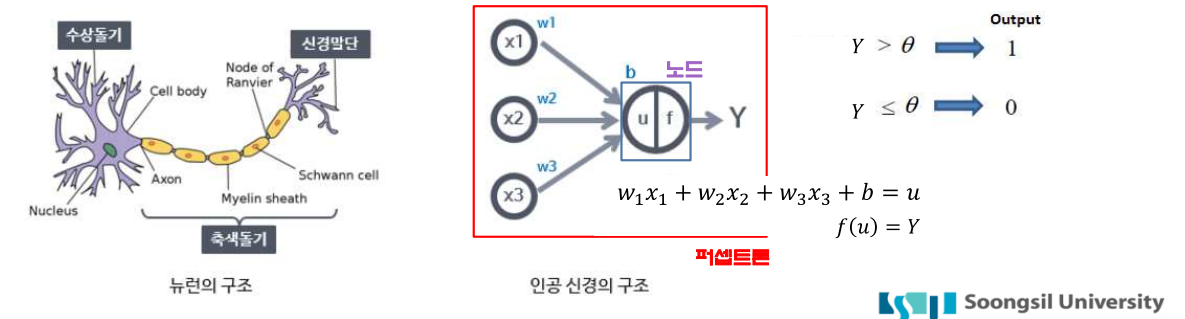 수상돌기
신경말단
Node of
Ranvier
Cell body
Axon
Schwann cell
Nucleus
Myelin sheath
축색돌기
뉴런의 구조
w1
x1
w2
x2
w3
x3
b
노드
u
f
Y
w₁x₁ + w₂x₂ + w₃x₃ + b = u
f(u) = Y
퍼셉트론
인공 신경의 구조
Output
Y > θ 1
Y ≤ θ 0
Soongsil University